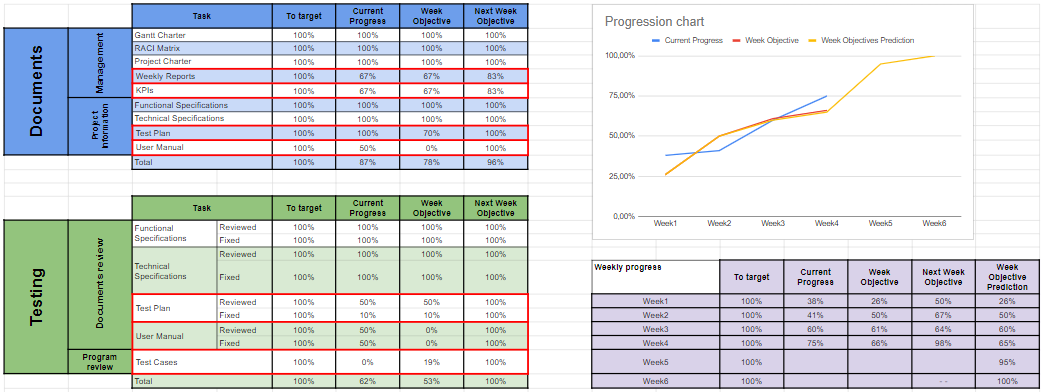 Task To target Current Progress Week Objective Next Week Objective
Documents
Management
Gantt Charter 100% 100% 100% 100%
RACI Matrix 100% 100% 100% 100%
Project Charter 100% 100% 100% 100%
Weekly Reports 100% 67% 67% 83%
KPIs 100% 67% 67% 83%
Project Information
Functional Specifications 100% 100% 100% 100%
Technical Specifications 100% 100% 100% 100%
Test Plan 100% 100% 70% 100%
User Manual 100% 50% 0% 100%
Total 100% 87% 78% 96%
Progression chart
Current Progress Week Objective Week Objectives Prediction
100,00%
75,00%
50,00%
25,00%
0,00%
Week1 Week2 Week3 Week4 Week5 Week6
Task To target Current Progress Week Objective Next Week Objective
Testing
Documents review
Functional Specifications
Reviewed 100% 100% 100% 100%
Fixed 100% 100% 100% 100%
Technical Specifications
Reviewed 100% 100% 100% 100%
Fixed 100% 100% 100% 100%
Test Plan
Reviewed 100% 50% 50% 100%
Fixed 100% 10% 10% 100%
User Manual
Reviewed 100% 50% 0% 100%
Fixed 100% 50% 0% 100%
Program review
Test Cases 100% 0% 19% 100%
Total 100% 62% 53% 100%
Weekly progress To target Current Progress Week Objective Next Week Objective Week Objective Prediction
Week1 100% 38% 26% 50% 26%
Week2 100% 41% 50% 67% 50%
Week3 100% 60% 61% 64% 60%
Week4 100% 75% 66% 98% 65%
Week5 100% 95%
Week6 100% - - 100%